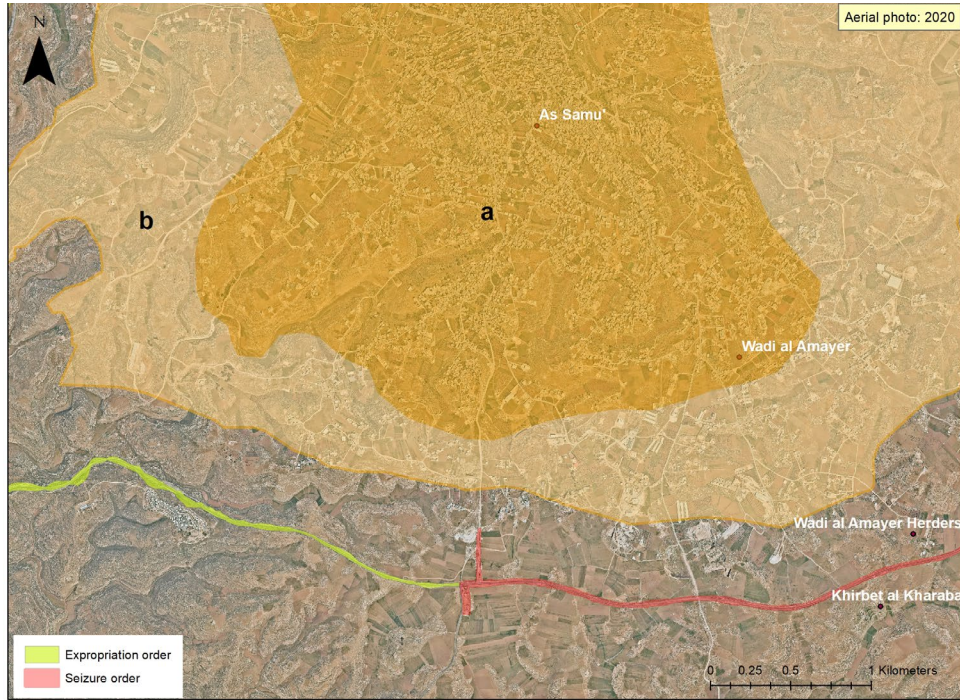 N
Aerial photo: 2020
As Samu'
a
b
Wadi al Amayer
Wadi al Amayer Herders
Khirbet al Kharaba
Expropriation order
Seizure order
0 0.25 0.5 1 Kilometers